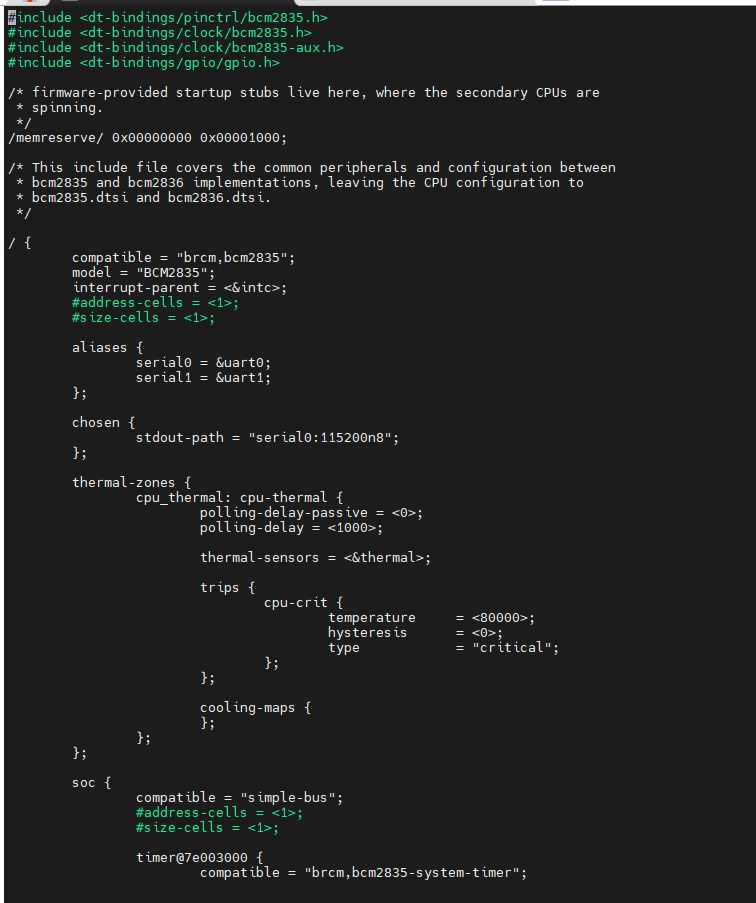 #include <dt-bindings/pinctrl/bcm2835.h>
#include <dt-bindings/clock/bcm2835.h>
#include <dt-bindings/clock/bcm2835-aux.h>
#include <dt-bindings/gpio/gpio.h>

/* firmware-provided startup stubs live here, where the secondary CPUs are
 * spinning.
 */
/memreserve/ 0x00000000 0x00001000;

/* This include file covers the common peripherals and configuration between
 * bcm2835 and bcm2836 implementations, leaving the CPU configuration to
 * bcm2835.dtsi and bcm2836.dtsi.
 */

/ {
        compatible = "brcm,bcm2835";
        model = "BCM2835";
        interrupt-parent = <&intc>;
        #address-cells = <1>;
        #size-cells = <1>;

        aliases {
                serial0 = &uart0;
                serial1 = &uart1;
        };

        chosen {
                stdout-path = "serial0:115200n8";
        };

        thermal-zones {
                cpu_thermal: cpu-thermal {
                        polling-delay-passive = <0>;
                        polling-delay = <1000>;

                        thermal-sensors = <&thermal>;

                        trips {
                                cpu-crit {
                                        temperature     = <80000>;
                                        hysteresis      = <0>;
                                        type            = "critical";
                                };
                        };

                        cooling-maps {
                        };
                };
        };

        soc {
                compatible = "simple-bus";
                #address-cells = <1>;
                #size-cells = <1>;

                timer@7e003000 {
                        compatible = "brcm,bcm2835-system-timer";